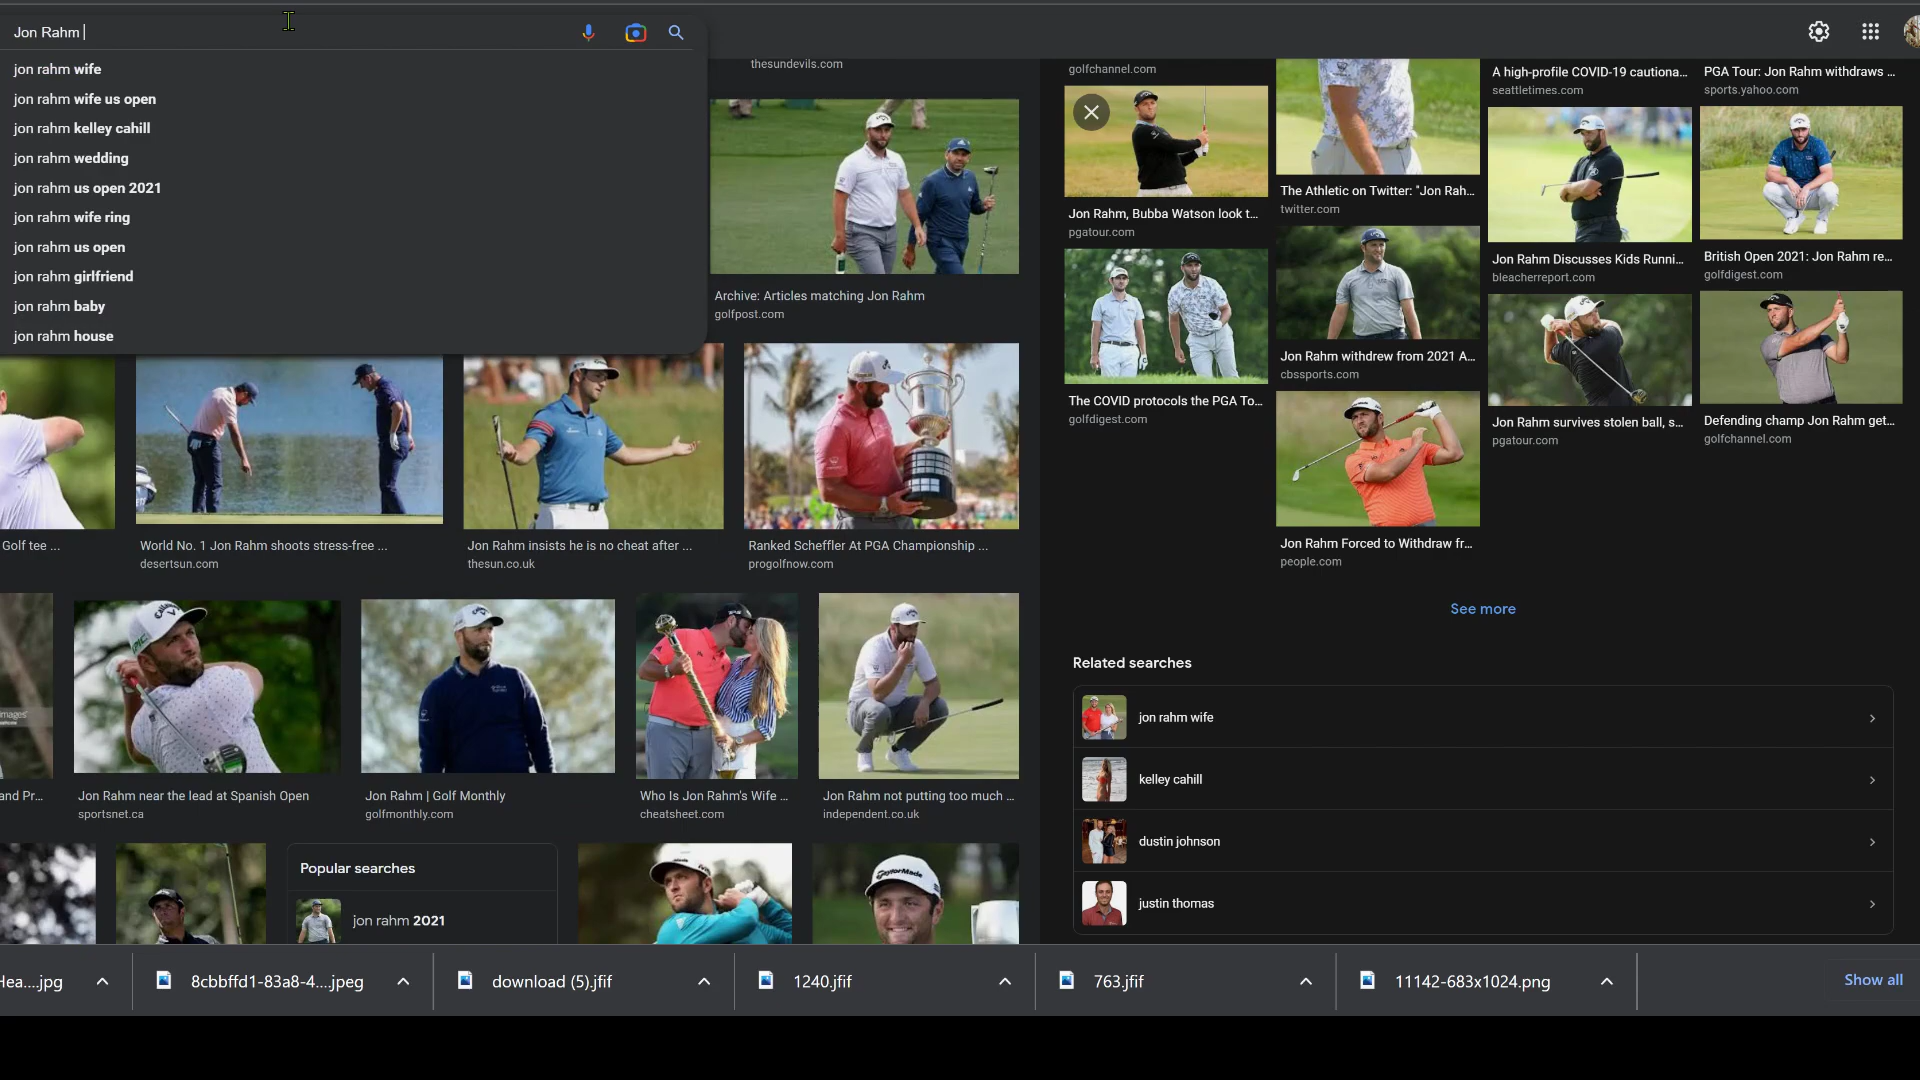 Jon Rahm
jon rahm wife
jon rahm wife us open
jon rahm kelley cahill
jon rahm wedding
jon rahm us open 2021
jon rahm wife ring
jon rahm us open
jon rahm girlfriend
jon rahm baby
jon rahm house
thesundevils.com
Archive: Articles matching Jon Rahm
golfpost.com
Golf tee ...
World No. 1 Jon Rahm shoots stress-free ...
desertsun.com
Jon Rahm insists he is no cheat after ...
thesun.co.uk
Ranked Scheffler At PGA Championship ...
progolfnow.com
images
and Pr...
Jon Rahm near the lead at Spanish Open
sportsnet.ca
Jon Rahm | Golf Monthly
golfmonthly.com
Who Is Jon Rahm's Wife ...
cheatsheet.com
Jon Rahm not putting too much ...
independent.co.uk
Popular searches
jon rahm 2021
TaylorMade
golfchannel.com
Jon Rahm, Bubba Watson look t...
pgatour.com
The COVID protocols the PGA To...
golfdigest.com
The Athletic on Twitter: "Jon Rah...
twitter.com
Jon Rahm withdrew from 2021 A...
cbssports.com
Jon Rahm Forced to Withdraw fr...
people.com
A high-profile COVID-19 cautiona...
seattletimes.com
Jon Rahm Discusses Kids Runni...
bleacherreport.com
Jon Rahm survives stolen ball, s...
pgatour.com
PGA Tour: Jon Rahm withdraws ...
sports.yahoo.com
British Open 2021: Jon Rahm re...
golfdigest.com
Defending champ Jon Rahm get...
golfchannel.com
See more
Related searches
jon rahm wife
kelley cahill
dustin johnson
justin thomas
Hea....jpg
8cbbffd1-83a8-4....jpeg
download (5).jfif
1240.jfif
763.jfif
11142-683x1024.png
Show all